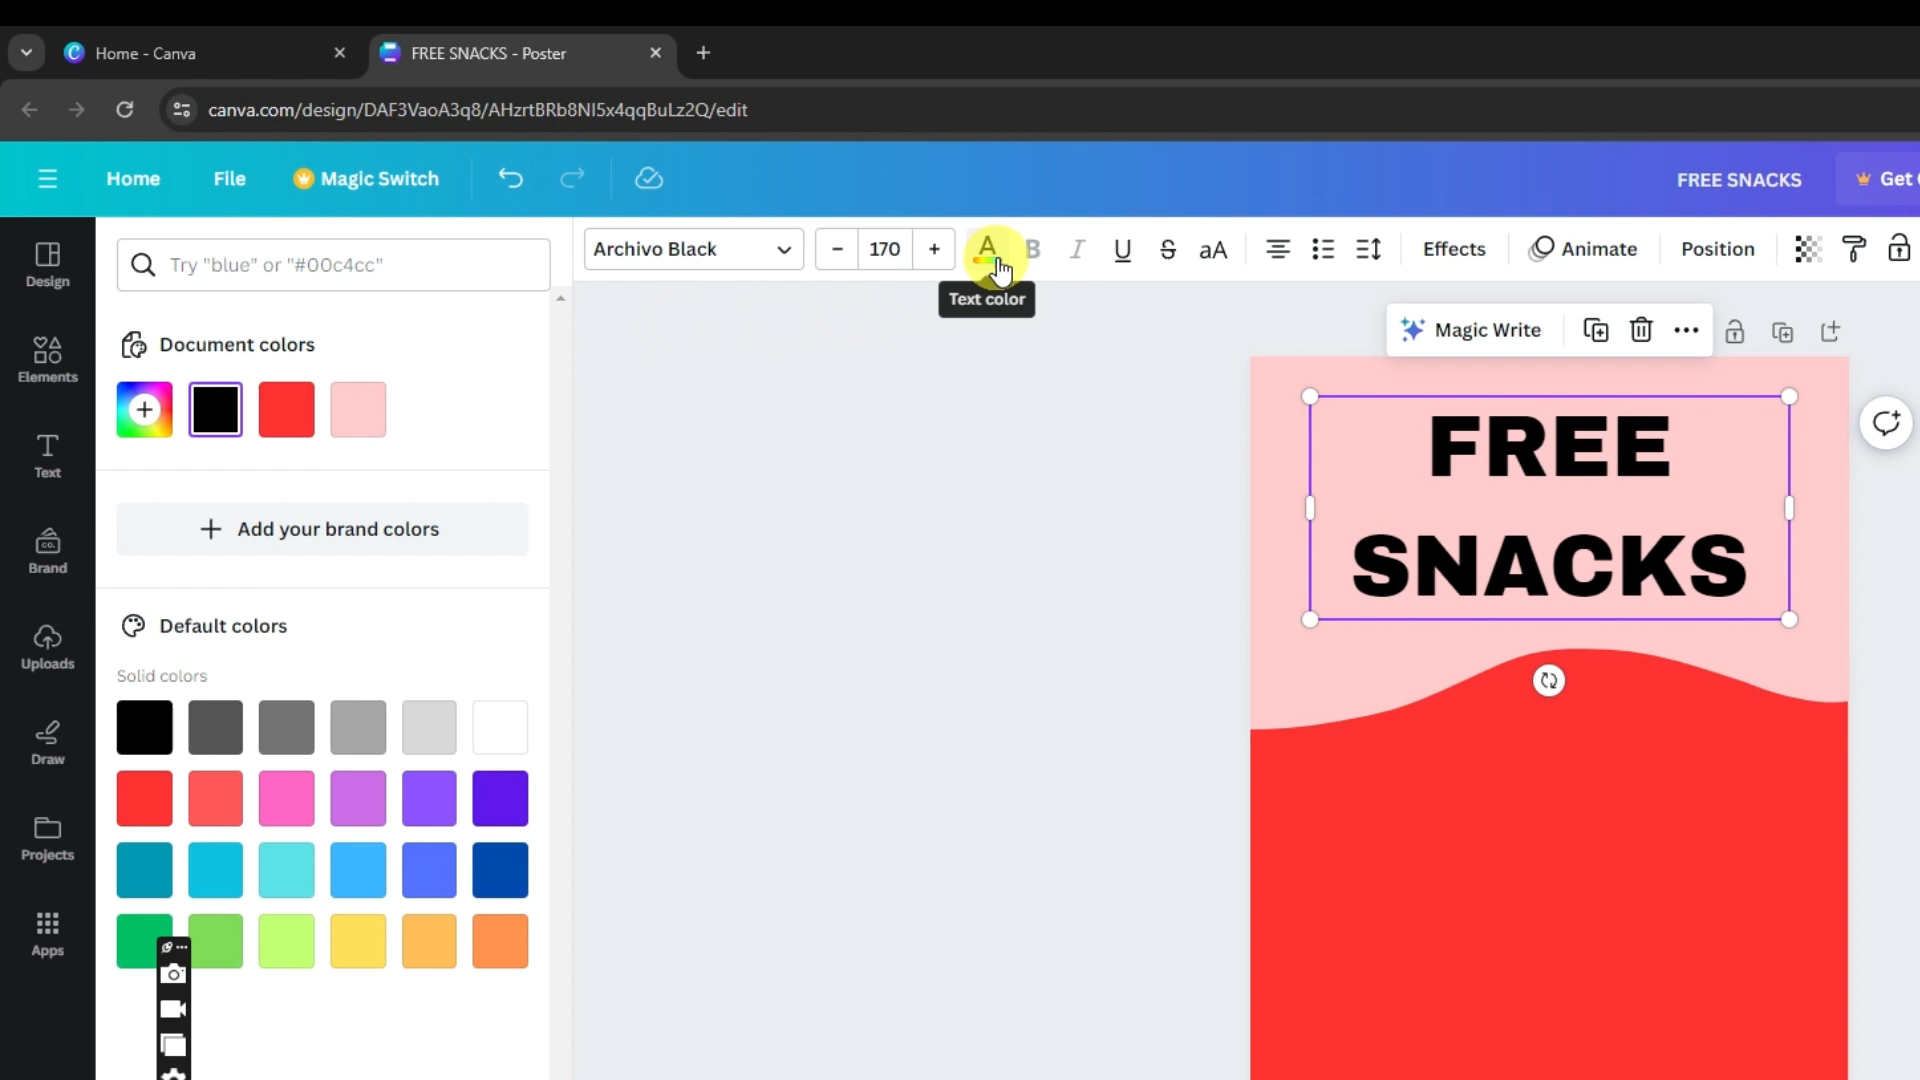 Home - Canva
FREE SNACKS - Poster
canva.com/design/DAF3VaoA3q8/AHzrtBRb8NI5x4qqBuLz2Q/edit
Home
File
Magic Switch
FREE SNACKS
Get
Design
Elements
Text
Brand
Uploads
Draw
Projects
Apps
Try "blue" or "#00c4cc"
Document colors
+ Add your brand colors
CO.
Default colors
Solid colors
Archivo Black
- 170 +
A
B
I
U
S
aA
Effects
Animate
Position
Text color
Magic Write
FREE
SNACKS